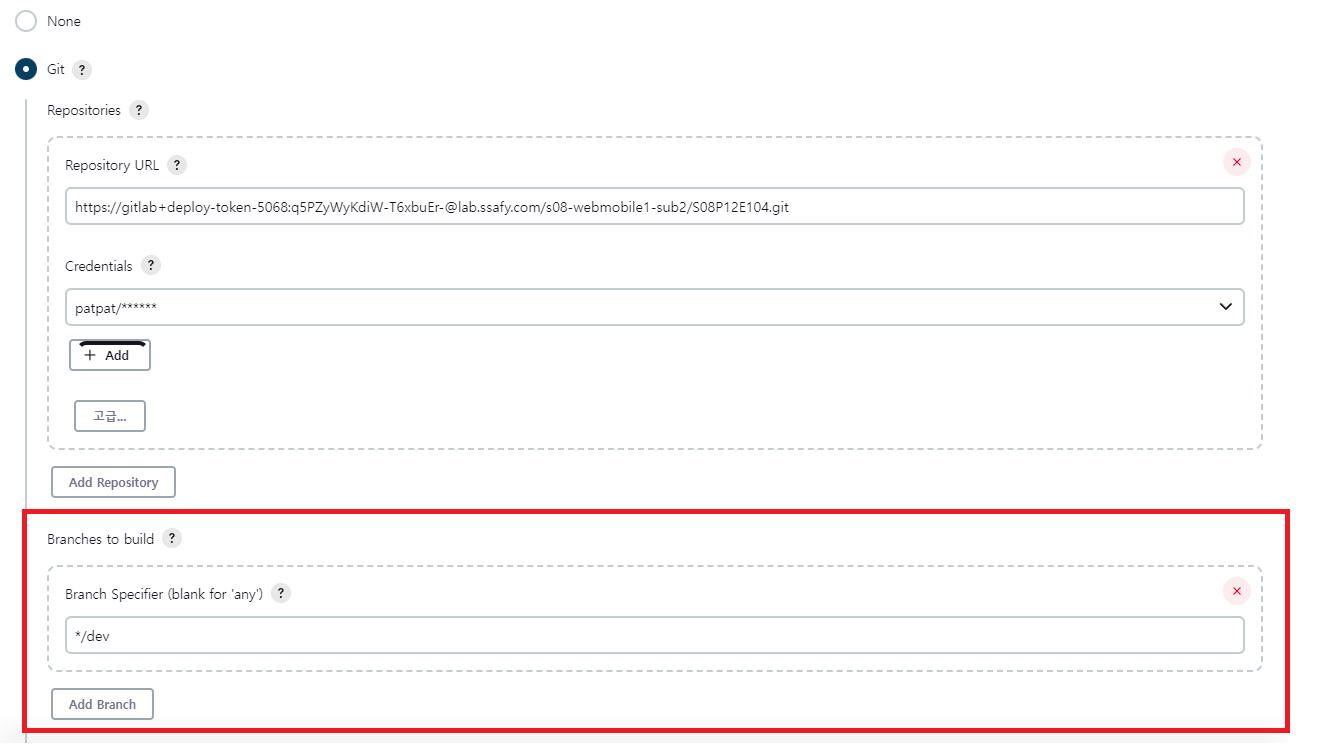 None
Git ?
Repositories ?
Repository URL ?
https://gitlab+deploy-token-5068:q5PZyWyKdiW-T6xbuEr-@lab.ssafy.com/s08-webmobile1-sub2/S08P12E104.git
Credentials ?
patpat/******
+ Add
고급...
Add Repository
Branches to build ?
Branch Specifier (blank for 'any') ?
*/dev
Add Branch